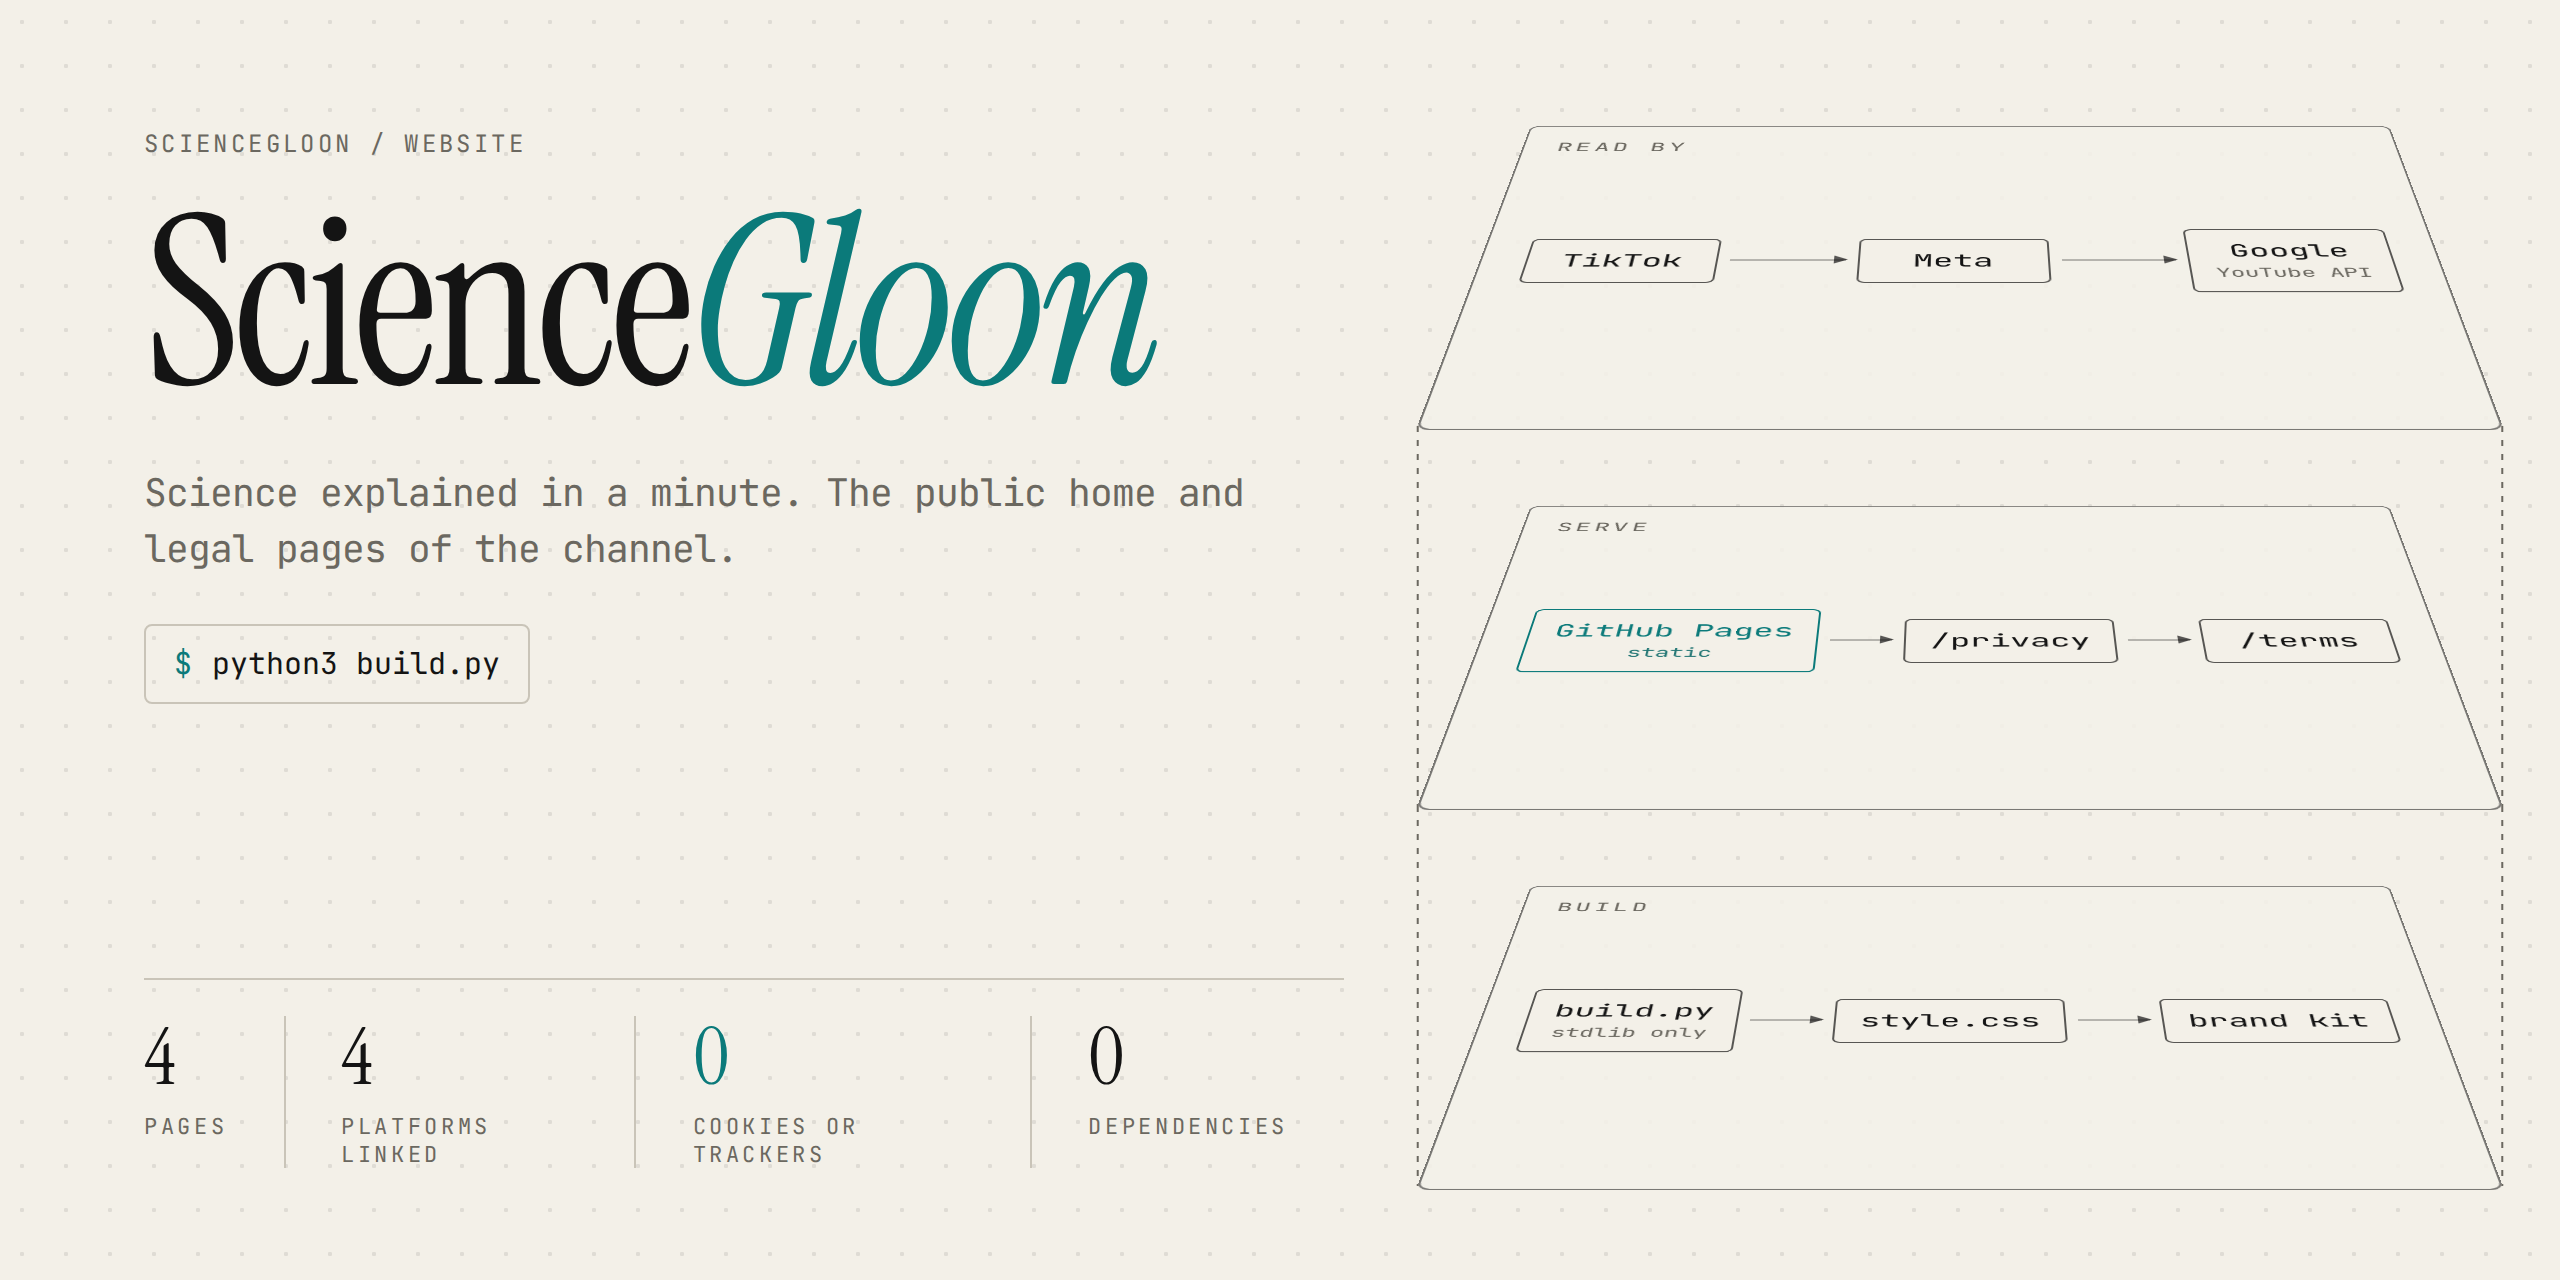 SCIENCEGLOON / WEBSITE
ScienceGloon
Science explained in a minute. The public home and
legal pages of the channel.
$ python3 build.py
4
PAGES
4
PLATFORMS
LINKED
0
COOKIES OR
TRACKERS
0
DEPENDENCIES
READ BY
TikTok
Meta
Google
YouTube API
SERVE
GitHub Pages
static
/privacy
/terms
BUILD
build.py
stdlib only
style.css
brand kit